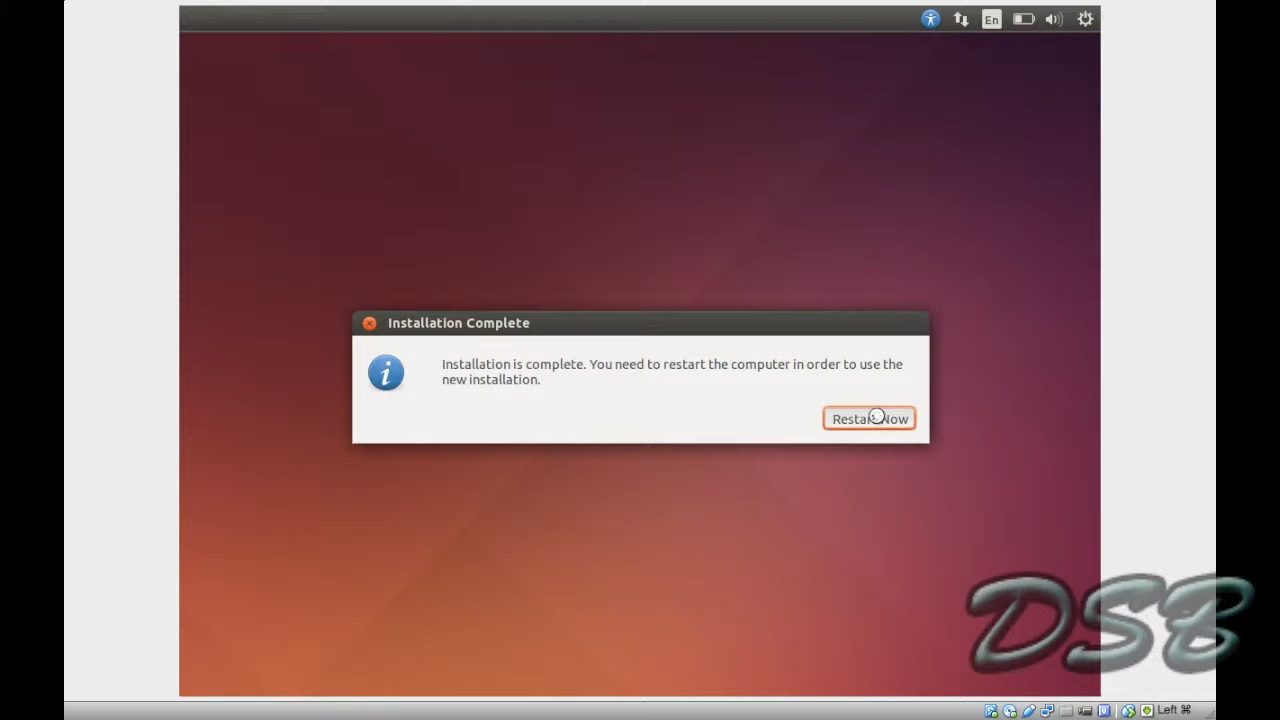 En
Installation Complete
Installation is complete. You need to restart the computer in order to use the
new installation.
Restart Now
DSB
Left ⌘